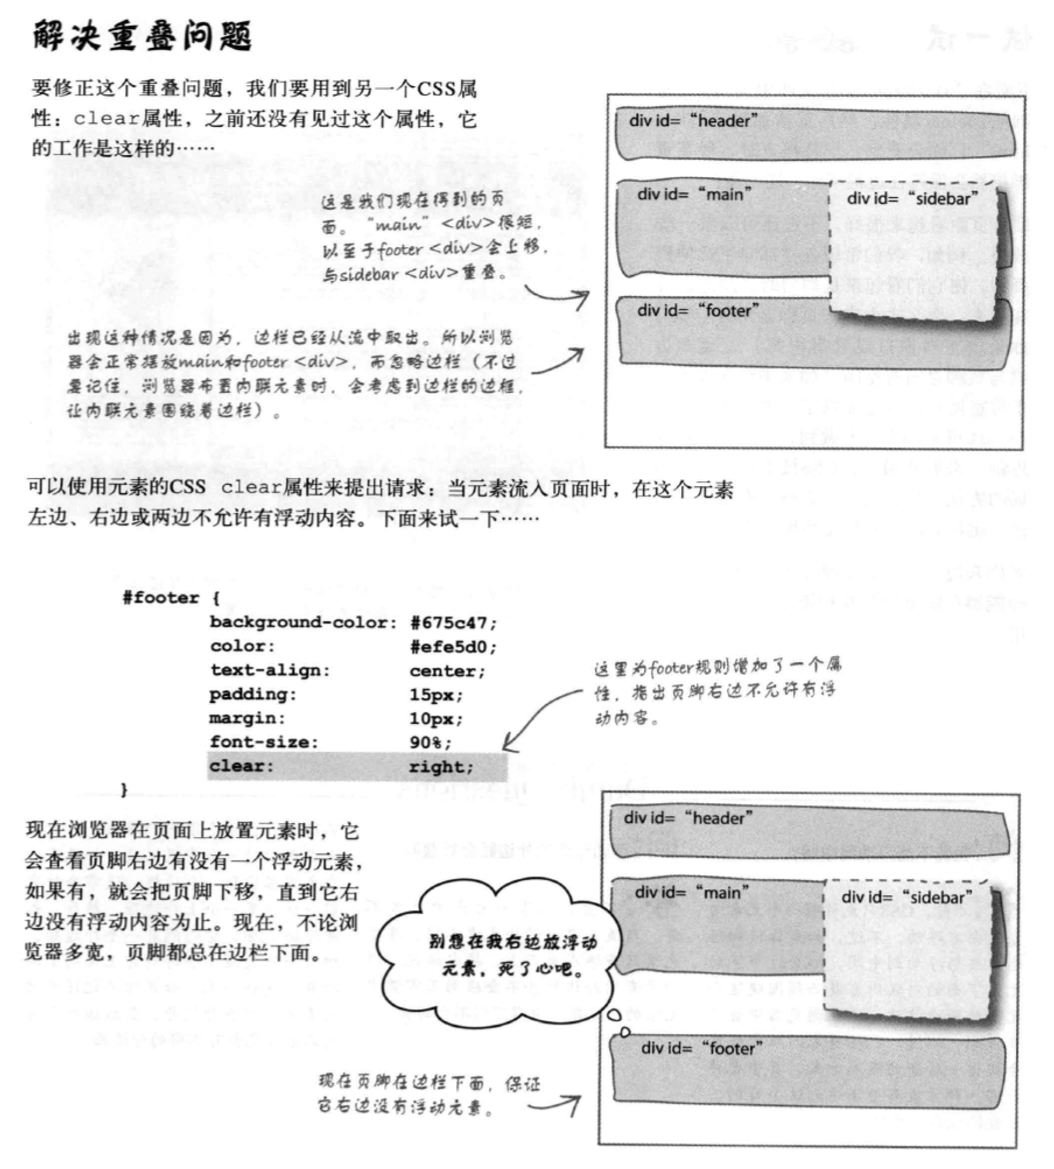 解决重叠问题
要修正这个重叠问题，我们要用到另一个CSS属
性：clear属性，之前还没有见过这个属性，它
的工作是这样的……
这是我们现在得到的页
面。“main”<div>很短，
以至于footer <div>会上移，
与sidebar <div>重叠。
出现这种情况是因为，边栏已经从流中取出。所以浏览
器会正常摆放main和footer <div>，而忽略边栏（不过
要记住，浏览器布置内联元素时，会考虑到边栏的边框，
让内联元素围绕着边栏）。
div id=“header”
div id=“main”
div id=“sidebar”
div id=“footer”
可以使用元素的CSS clear属性来提出请求：当元素流入页面时，在这个元素
左边、右边或两边不允许有浮动内容。下面来试一下……
#footer {
background-color: #675c47;
color: #efe5d0;
text-align: center;
padding: 15px;
margin: 10px;
font-size: 90%;
clear: right;
}
这里为footer规则增加了一个属
性，指出页脚右边不允许有浮
动内容。
现在浏览器在页面上放置元素时，它
会查看页脚右边有没有一个浮动元素，
如果有，就会把页脚下移，直到它右
边没有浮动内容为止。现在，不论浏
览器多宽，页脚都总在边栏下面。
别想在我右边放浮动
元素，死了心吧。
div id=“header”
div id=“main”
div id=“sidebar”
div id=“footer”
现在页脚在边栏下面，保证
它右边没有浮动元素。